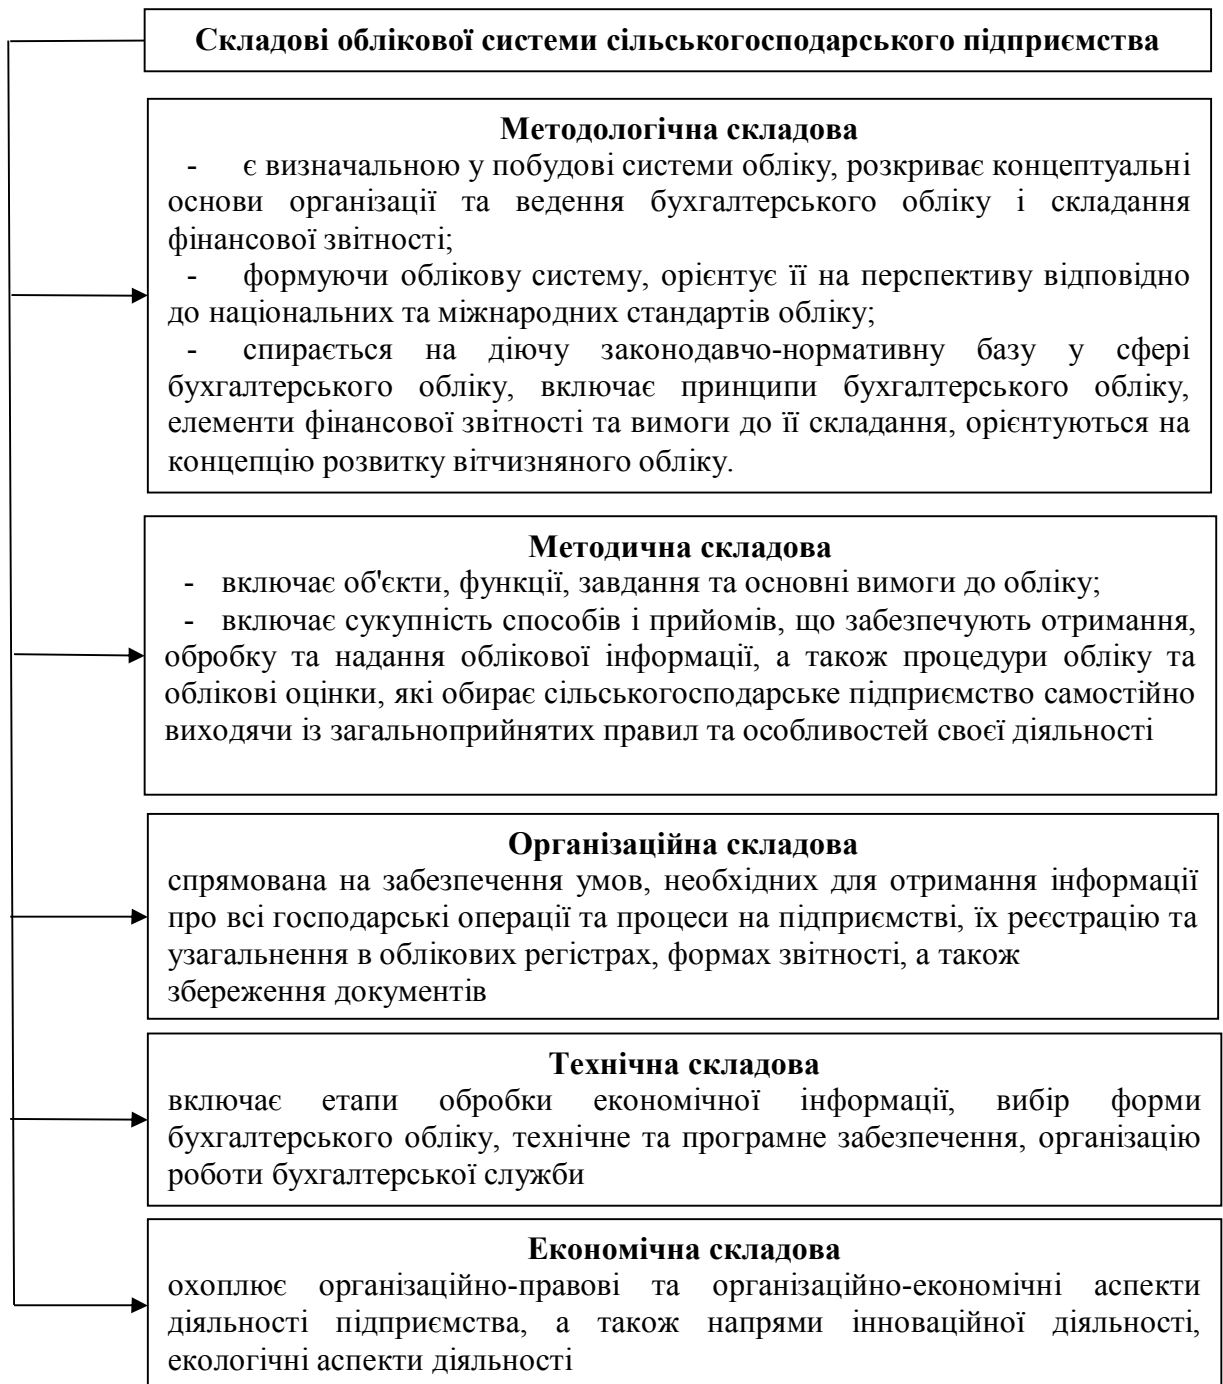 Складові облікової системи сільськогосподарського підприємства
Методологічна складова
- є визначальною у побудові системи обліку, розкриває концептуальні
основи організації та ведення бухгалтерського обліку і складання
фінансової звітності;
- формуючи облікову систему, орієнтує її на перспективу відповідно
до національних та міжнародних стандартів обліку;
- спирається на діючу законодавчо-нормативну базу у сфері
бухгалтерського обліку, включає принципи бухгалтерського обліку,
елементи фінансової звітності та вимоги до її складання, орієнтуються на
концепцію розвитку вітчизняного обліку.
Методична складова
- включає об'єкти, функції, завдання та основні вимоги до обліку;
- включає сукупність способів і прийомів, що забезпечують отримання,
обробку та надання облікової інформації, а також процедури обліку та
облікові оцінки, які обирає сільськогосподарське підприємство самостійно
виходячи із загальноприйнятих правил та особливостей своєї діяльності
Організаційна складова
спрямована на забезпечення умов, необхідних для отримання інформації
про всі господарські операції та процеси на підприємстві, їх реєстрацію та
узагальнення в облікових регістрах, формах звітності, а також
збереження документів
Технічна складова
включає етапи обробки економічної інформації, вибір форми
бухгалтерського обліку, технічне та програмне забезпечення, організацію
роботи бухгалтерської служби
Економічна складова
охоплює організаційно-правові та організаційно-економічні аспекти
діяльності підприємства, а також напрями інноваційної діяльності,
екологічні аспекти діяльності